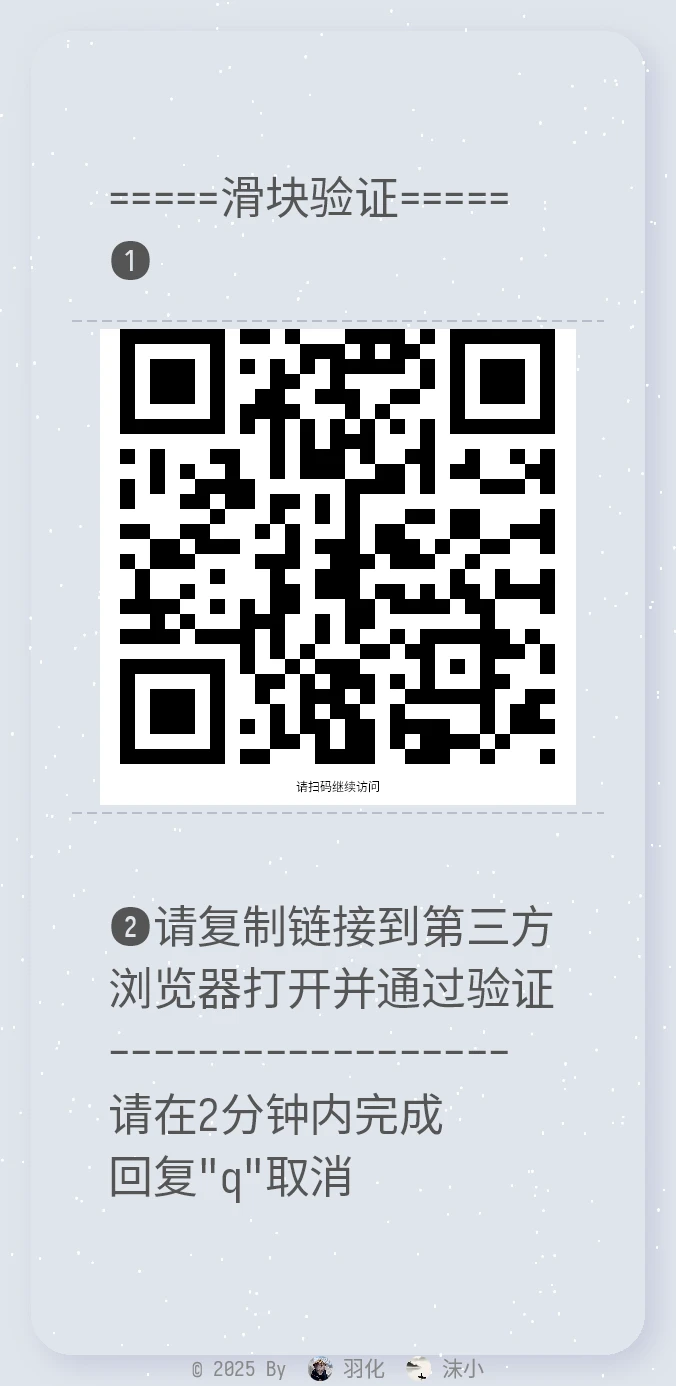 =====滑块验证=====
❶
请扫码继续访问
❷请复制链接到第三方
浏览器打开并通过验证
------------------
请在2分钟内完成
回复"q"取消
© 2025 By 羽化 沫小